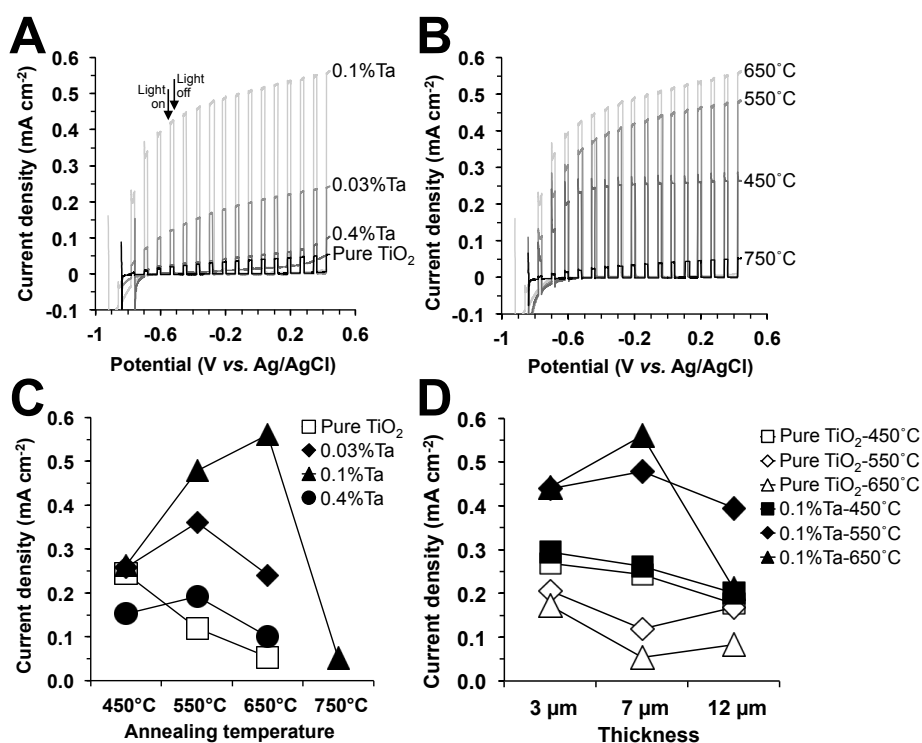 A
Current density (mA cm-2)
0.6
0.5
0.4
0.3
0.2
0.1
0
-0.1
-1
-0.6
-0.2
0.2
0.6
Potential (V vs. Ag/AgCl)
Light
on
Light
off
0.1%Ta
0.03%Ta
0.4%Ta
Pure TiO2
B
Current density (mA cm-2)
0.6
0.5
0.4
0.3
0.2
0.1
0
-0.1
-1
-0.6
-0.2
0.2
0.6
Potential (V vs. Ag/AgCl)
650˚C
550˚C
450˚C
750˚C
C
Current density (mA cm-2)
0.6
0.5
0.4
0.3
0.2
0.1
0.0
450°C 550°C 650°C 750°C
Annealing temperature
Pure TiO2
0.03%Ta
0.1%Ta
0.4%Ta
D
Current density (mA cm-2)
0.6
0.5
0.4
0.3
0.2
0.1
0.0
3 µm 7 µm 12 µm
Thickness
Pure TiO2-450˚C
Pure TiO2-550˚C
Pure TiO2-650˚C
0.1%Ta-450˚C
0.1%Ta-550˚C
0.1%Ta-650˚C